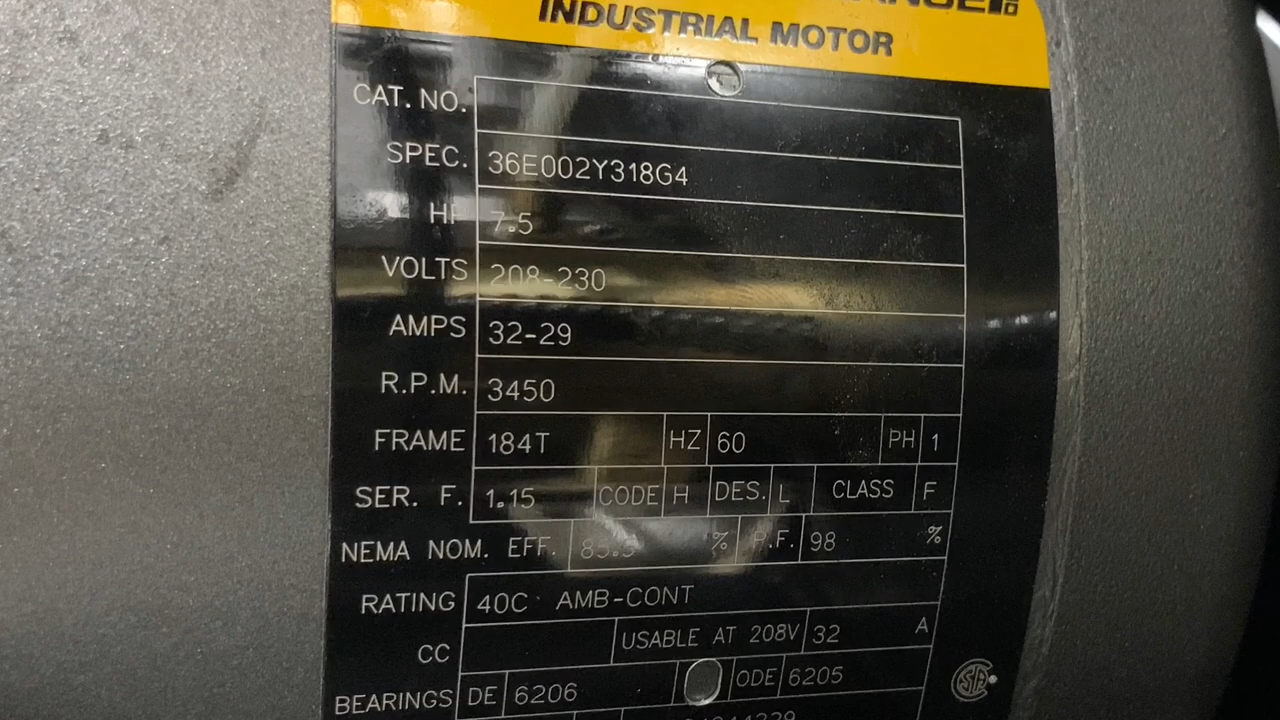 INDUSTRIAL MOTOR
CAT. NO.
SPEC. 36E002Y318G4
HP 7.5
VOLTS 208-230
AMPS 32-29
R.P.M. 3450
FRAME 184T HZ 60 PH 1
SER. F. 1.15 CODE H DES. L CLASS F
NEMA NOM. EFF. % P.F. 98 %
RATING 40C AMB-CONT
CC USABLE AT 208V 32 A
BEARINGS DE 6206 ODE 6205